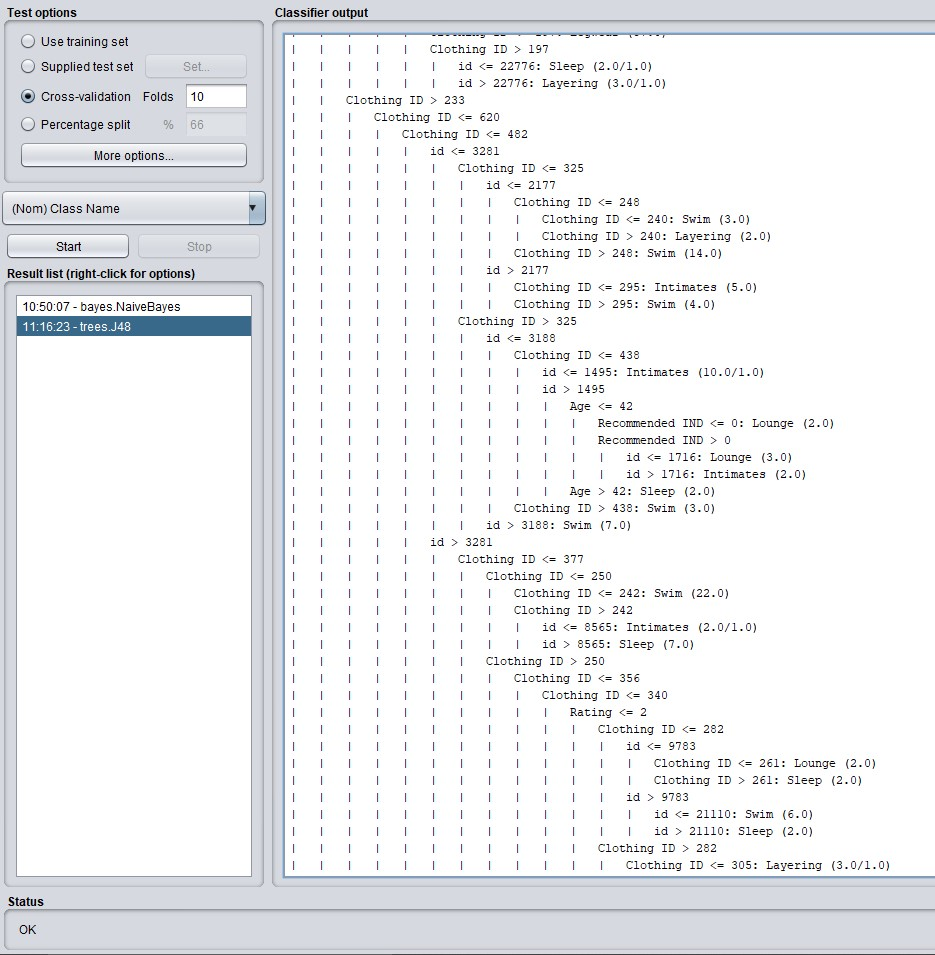 Test options
Use training set
Supplied test set Set...
Cross-validation Folds 10
Percentage split % 66
More options...
(Nom) Class Name
Start Stop
Result list (right-click for options)
10:50:07 - bayes.NaiveBayes
11:16:23 - trees.J48
Classifier output
| | | | | Clothing ID > 197
| | | | | | id <= 22776: Sleep (2.0/1.0)
| | | | | | id > 22776: Layering (3.0/1.0)
| | Clothing ID > 233
| | | Clothing ID <= 620
| | | | Clothing ID <= 482
| | | | | id <= 3281
| | | | | | Clothing ID <= 325
| | | | | | | id <= 2177
| | | | | | | | Clothing ID <= 248
| | | | | | | | | Clothing ID <= 240: Swim (3.0)
| | | | | | | | | Clothing ID > 240: Layering (2.0)
| | | | | | | | Clothing ID > 248: Swim (14.0)
| | | | | | | id > 2177
| | | | | | | | Clothing ID <= 295: Intimates (5.0)
| | | | | | | | Clothing ID > 295: Swim (4.0)
| | | | | | Clothing ID > 325
| | | | | | | id <= 3188
| | | | | | | | Clothing ID <= 438
| | | | | | | | | id <= 1495: Intimates (10.0/1.0)
| | | | | | | | | id > 1495
| | | | | | | | | | Age <= 42
| | | | | | | | | | | Recommended IND <= 0: Lounge (2.0)
| | | | | | | | | | | Recommended IND > 0
| | | | | | | | | | | | id <= 1716: Lounge (3.0)
| | | | | | | | | | | | id > 1716: Intimates (2.0)
| | | | | | | | | | Age > 42: Sleep (2.0)
| | | | | | | | Clothing ID > 438: Swim (3.0)
| | | | | | | id > 3188: Swim (7.0)
| | | | | id > 3281
| | | | | | Clothing ID <= 377
| | | | | | | Clothing ID <= 250
| | | | | | | | Clothing ID <= 242: Swim (22.0)
| | | | | | | | Clothing ID > 242
| | | | | | | | | id <= 8565: Intimates (2.0/1.0)
| | | | | | | | | id > 8565: Sleep (7.0)
| | | | | | | Clothing ID > 250
| | | | | | | | Clothing ID <= 356
| | | | | | | | | Clothing ID <= 340
| | | | | | | | | | Rating <= 2
| | | | | | | | | | | Clothing ID <= 282
| | | | | | | | | | | | id <= 9783
| | | | | | | | | | | | | Clothing ID <= 261: Lounge (2.0)
| | | | | | | | | | | | | Clothing ID > 261: Sleep (2.0)
| | | | | | | | | | | | id > 9783
| | | | | | | | | | | | | id <= 21110: Swim (6.0)
| | | | | | | | | | | | | id > 21110: Sleep (2.0)
| | | | | | | | | | | Clothing ID > 282
| | | | | | | | | | | | Clothing ID <= 305: Layering (3.0/1.0)
Status
OK